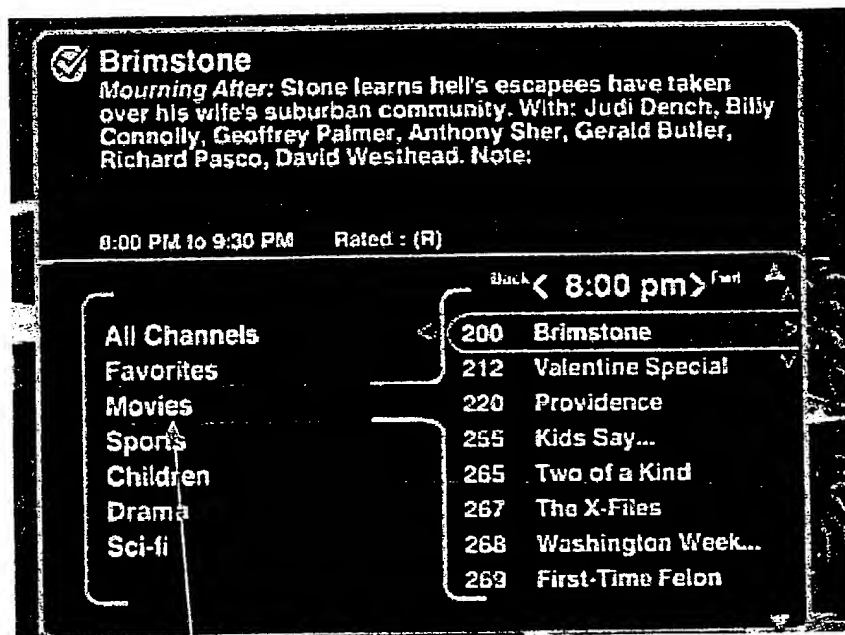 Brimstone
Mourning After: Stone learns hell's escapees have taken
over his wife's suburban community. With: Judi Dench, Billy
Connolly, Geoffrey Palmer, Anthony Sher, Gerald Butler,
Richard Pasco, David Westhead. Note:
8:00 PM to 9:30 PM Rated : (R)
Back < 8:00 pm > Fwd
All Channels
Favorites
Movies
Sports
Children
Drama
Sci-fi
200 Brimstone
212 Valentine Special
220 Providence
255 Kids Say...
265 Two of a Kind
267 The X-Files
268 Washington Week...
269 First-Time Felon